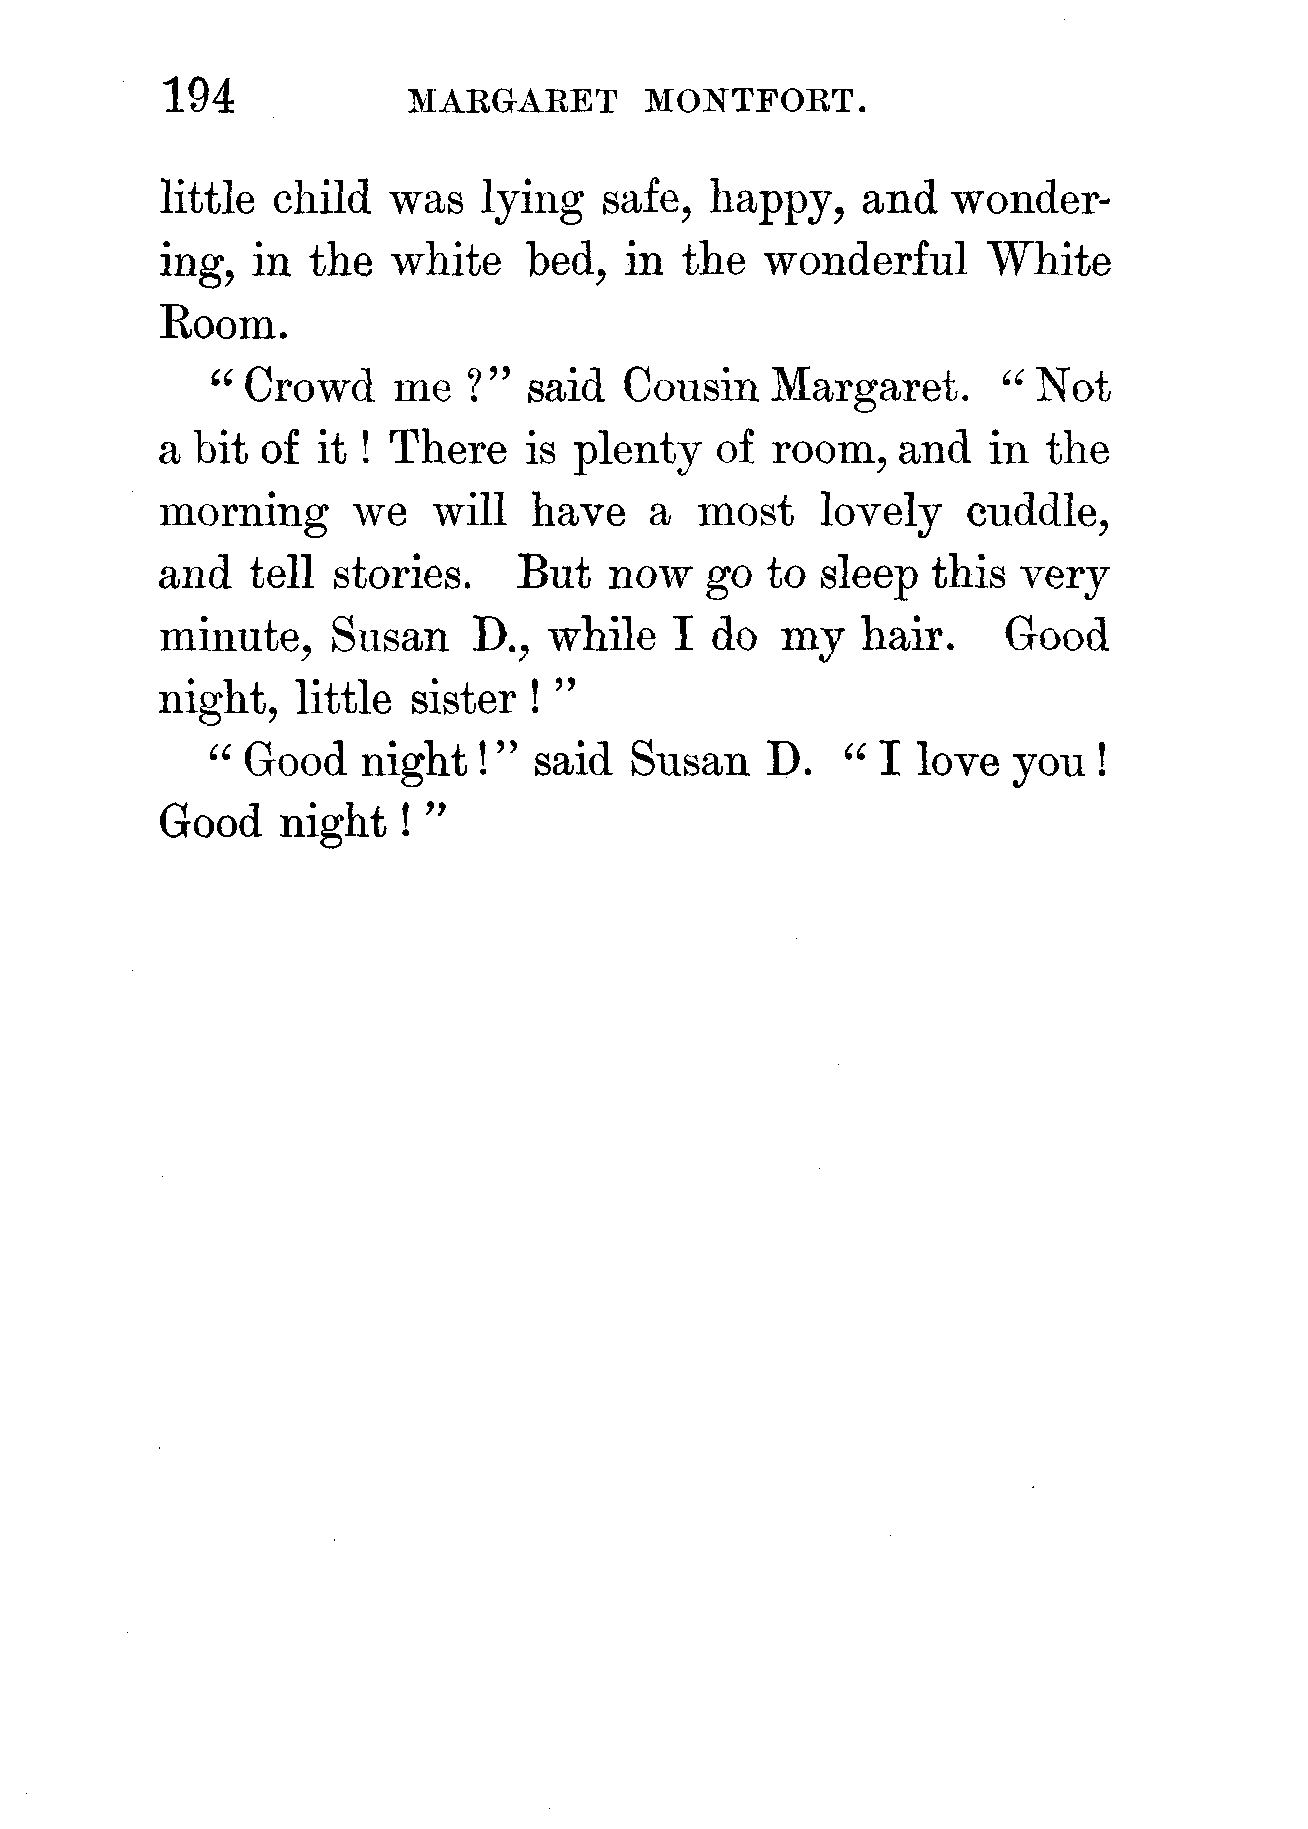 194 MARGARET MONTFORT.
little child was lying safe, happy, and wonder-
ing, in the white bed, in the wonderful White
Room.
“ Crowd me ?” said Cousin Margaret. “ Not
a bit of it ! There is plenty of room, and in the
morning we will have a most lovely cuddle,
and tell stories. But now go to sleep this very
minute, Susan D., while I do my hair. Good
night, little sister ! ”
“ Good night !” said Susan D. “ I love you !
Good night ! ”